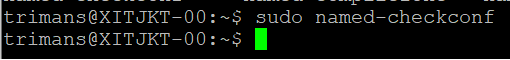 trimans@XITJKT-00:~$ sudo named-checkconf
trimans@XITJKT-00:~$